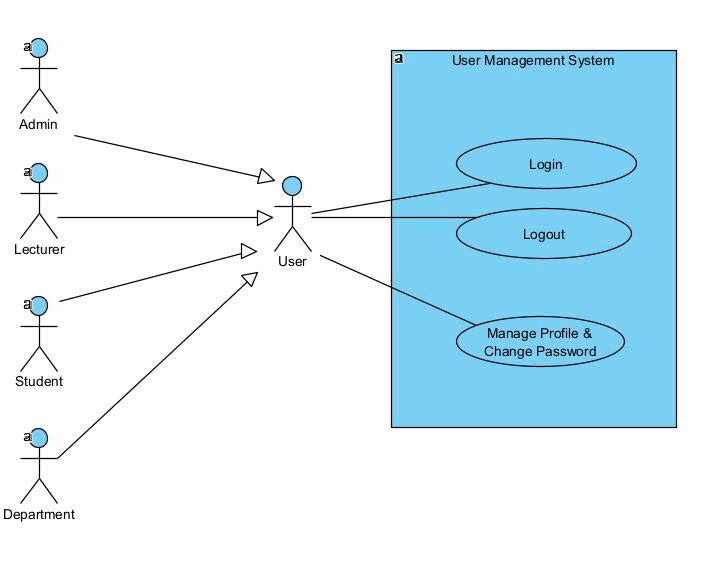 a
Admin
a
Lecturer
a
Student
a
Department
User
a
User Management System
Login
Logout
Manage Profile &
Change Password